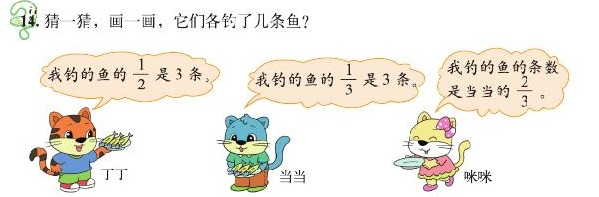 14. 猜一猜，画一画，它们各钓了几条鱼？
我钓的鱼的 1/2 是 3 条。
我钓的鱼的 1/3 是 3 条。
我钓的鱼的条数
是当当的 2/3 。
丁丁
当当
咪咪